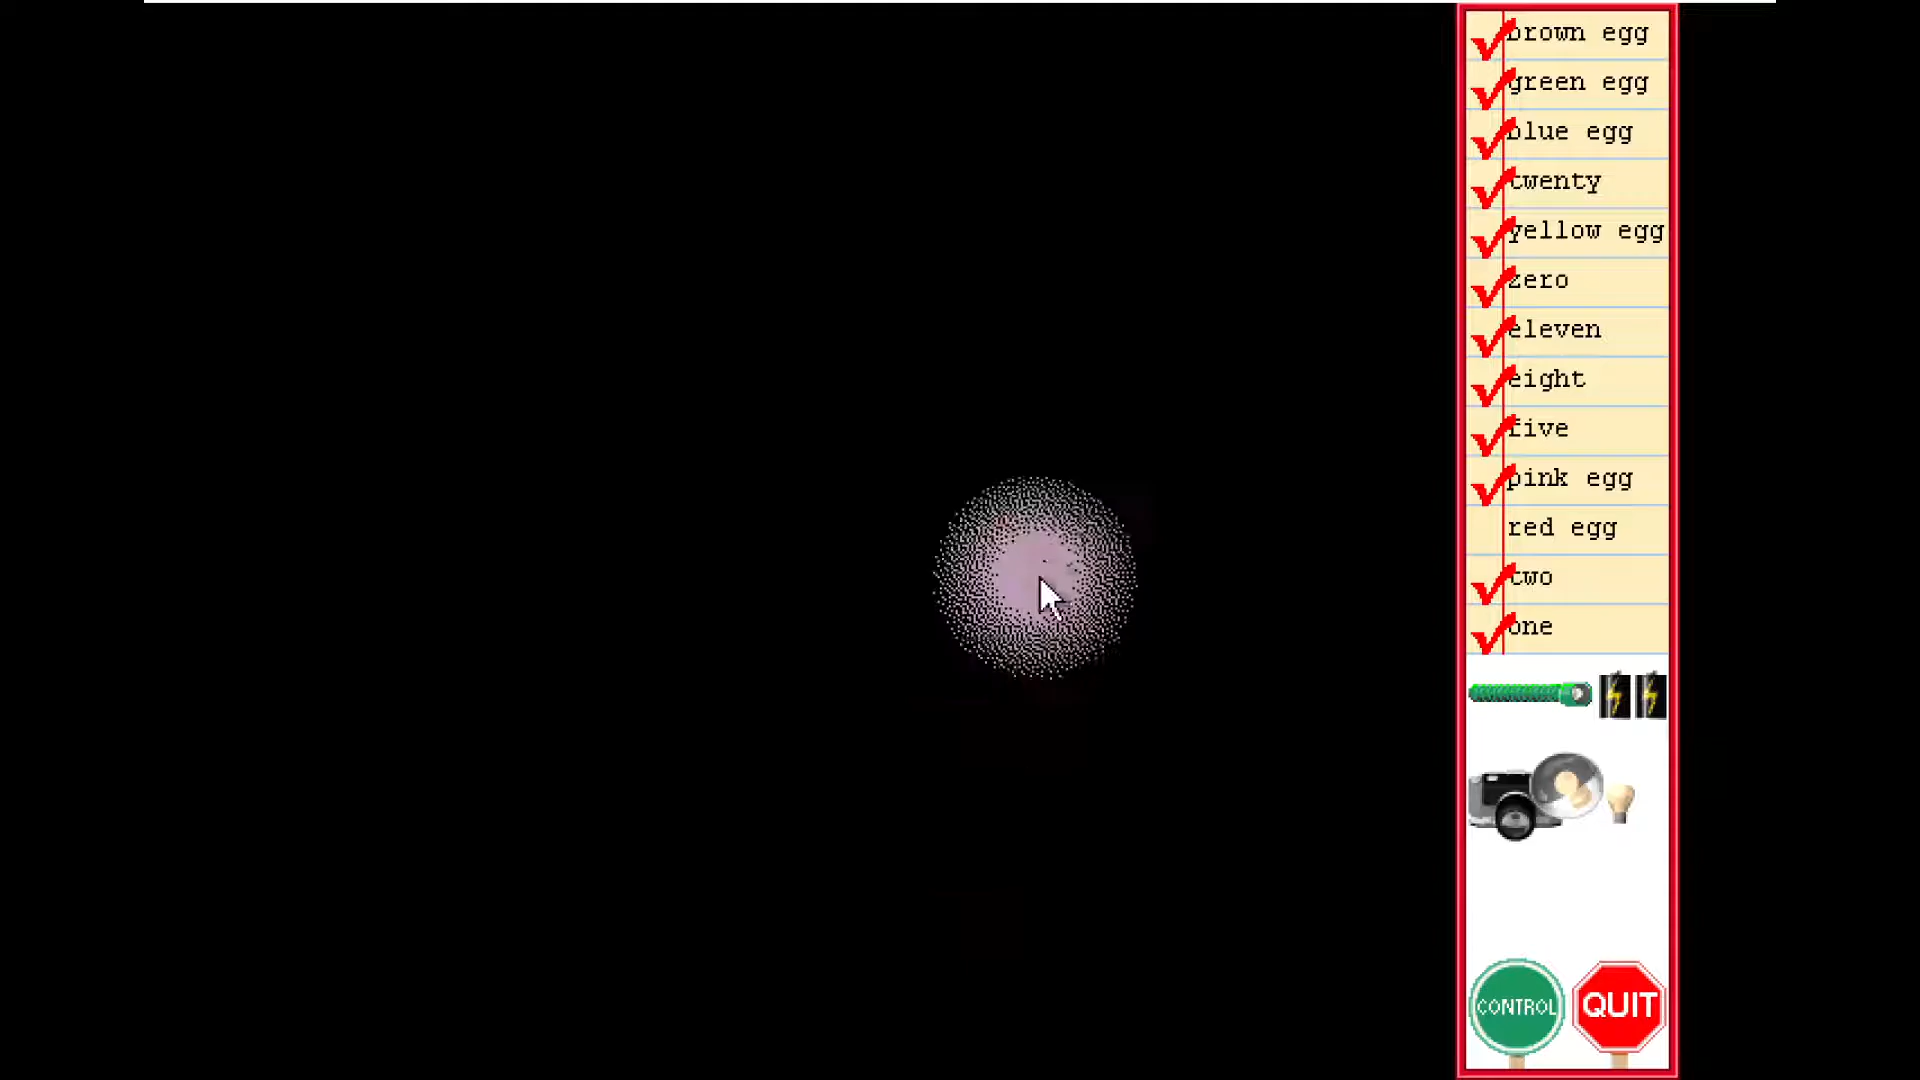 brown egg
green egg
blue egg
twenty
yellow egg
zero
eleven
eight
five
pink egg
red egg
two
one
CONTROL
QUIT